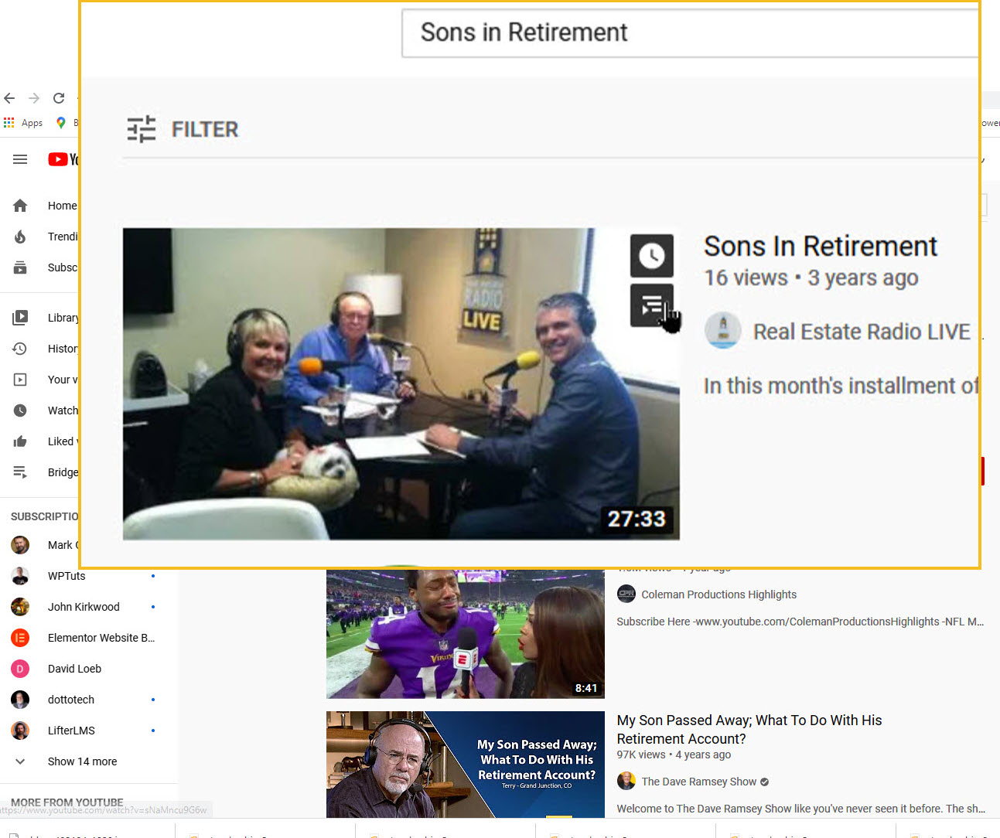 Sons in Retirement
FILTER
Apps
Home
Sons In Retirement
16 views • 3 years ago
RADIO
LIVE
Real Estate Radio LIVE
In this month's installment of
27:33
SUBSCRIPTIO
Mark
WPTuts
John Kirkwood
Elementor Website B...
David Loeb
D
dottotech
LifterLMS
Show 14 more
MORE FROM YOUTUBE
Trendi
Subsc
Library
Histor
Your v
Watch
Liked
Bridge
1 year ago
Coleman Productions Highlights
Subscribe Here -www.youtube.com/ColemanProductionsHighlights -NFL M...
VIKINGS
14
8:41
My Son Passed Away;
What To Do With His
Retirement Account?
Terry - Grand Junction, CO
My Son Passed Away; What To Do With His
Retirement Account?
97K views • 4 years ago
The Dave Ramsey Show
Welcome to The Dave Ramsey Show like you've never seen it before. The sh...
https://www.youtube.com/watch?v=sNaMncu9G6w